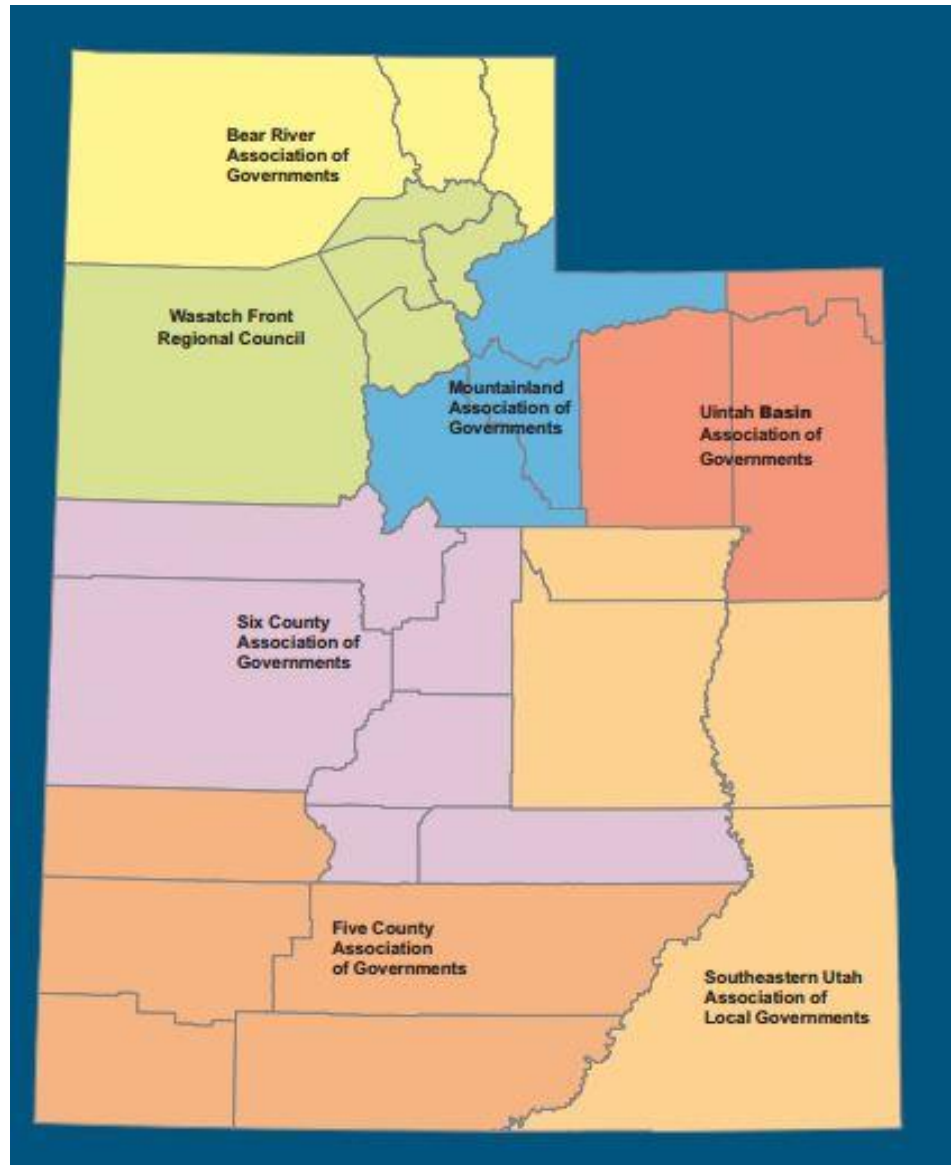 Bear River
Association of
Governments
Wasatch Front
Regional Council
Mountainland
Association of
Governments
Uintah Basin
Association of
Governments
Six County
Association of
Governments
Five County
Association
of Governments
Southeastern Utah
Association of
Local Governments